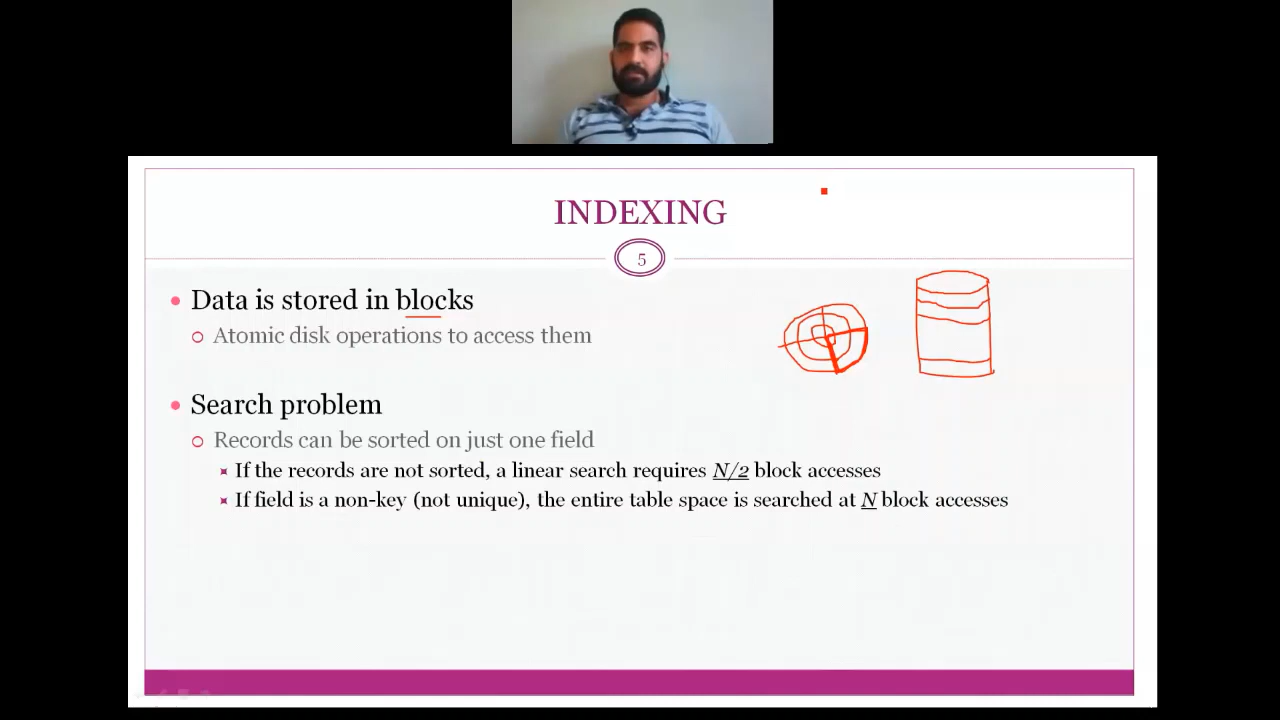 INDEXING
5
Data is stored in blocks
Atomic disk operations to access them
Search problem
Records can be sorted on just one field
If the records are not sorted, a linear search requires N/2 block accesses
If field is a non-key (not unique), the entire table space is searched at N block accesses